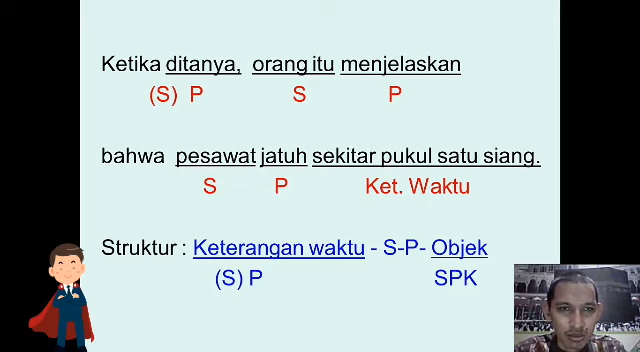 Ketika ditanya, orang itu menjelaskan
(S) P S P
bahwa pesawat jatuh sekitar pukul satu siang.
S P Ket. Waktu
Struktur : Keterangan waktu - S-P- Objek
(S) P SPK